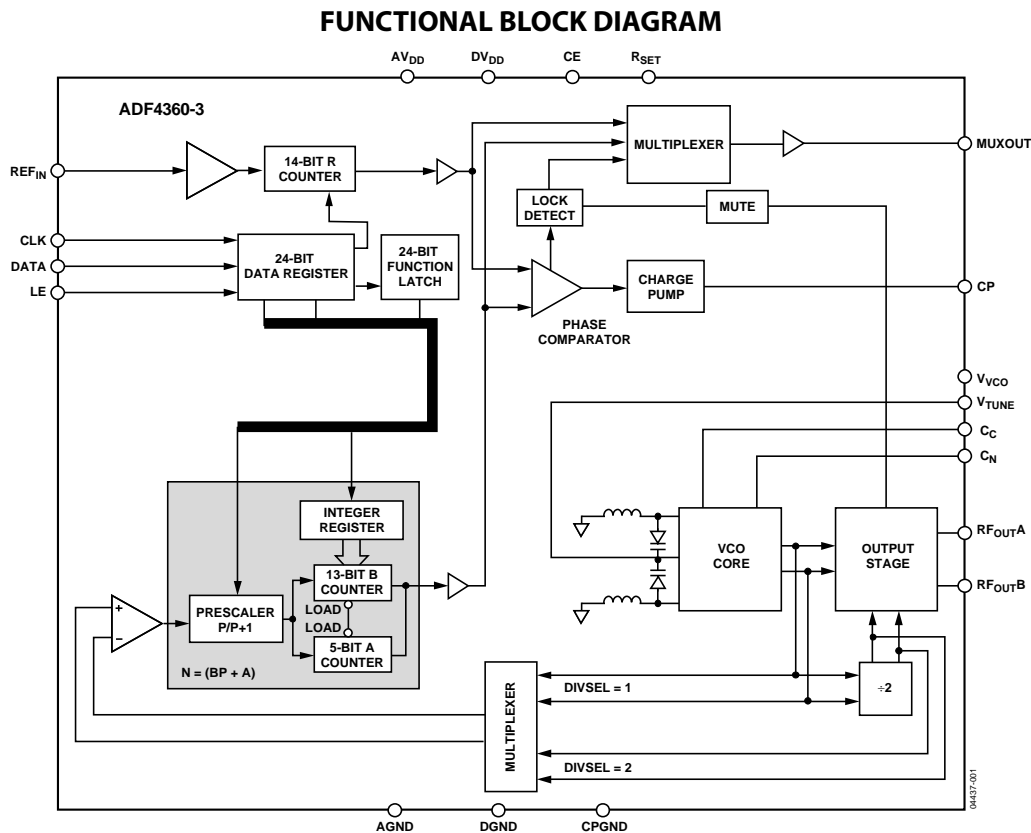 FUNCTIONAL BLOCK DIAGRAM
AVDD
DVDD
CE
RSET
ADF4360-3
REFIN
14-BIT R
COUNTER
MULTIPLEXER
MUXOUT
LOCK
DETECT
MUTE
CLK
DATA
LE
24-BIT
DATA REGISTER
24-BIT
FUNCTION
LATCH
CHARGE
PUMP
CP
PHASE
COMPARATOR
VVCO
VTUNE
CC
CN
INTEGER
REGISTER
13-BIT B
COUNTER
LOAD
LOAD
5-BIT A
COUNTER
PRESCALER
P/P+1
+
−
N = (BP + A)
VCO
CORE
OUTPUT
STAGE
RFOUTA
RFOUTB
MULTIPLEXER
DIVSEL = 1
DIVSEL = 2
÷2
AGND
DGND
CPGND
04437-001